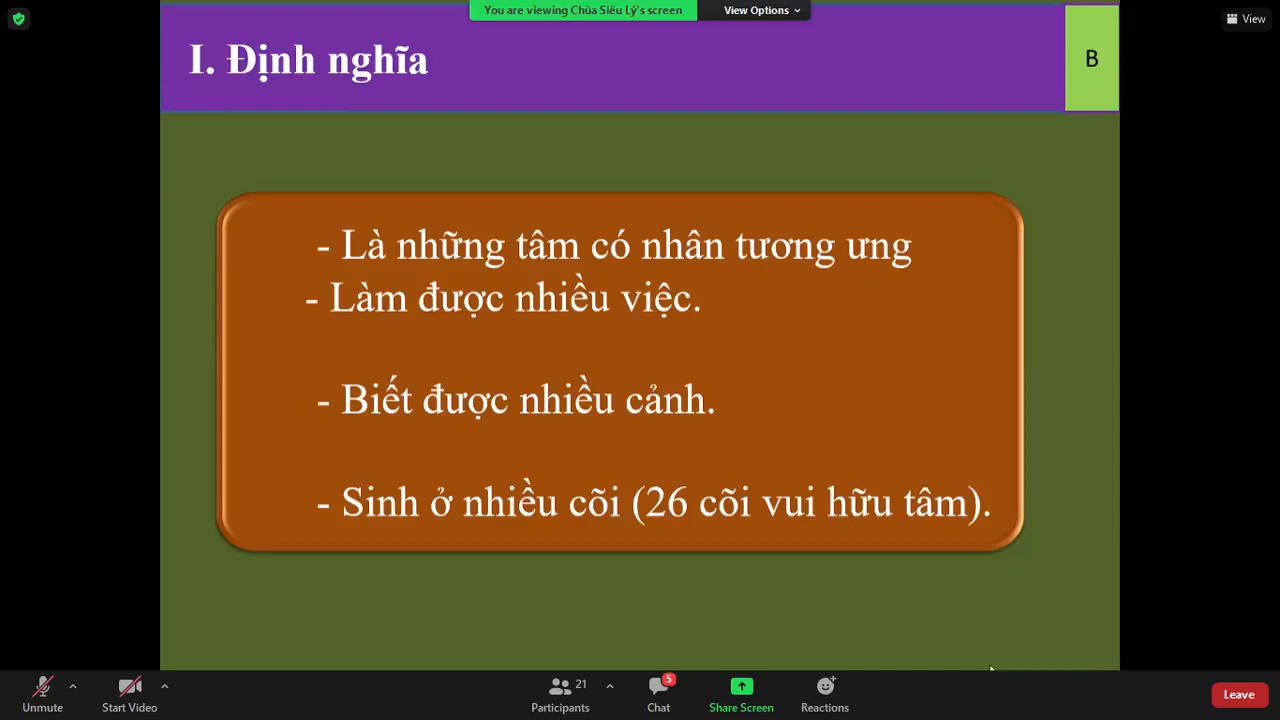 You are viewing Chùa Siêu Lý's screen
View Options
View
I. Định nghĩa
B
- Là những tâm có nhân tương ưng
- Làm được nhiều việc.
- Biết được nhiều cảnh.
- Sinh ở nhiều cõi (26 cõi vui hữu tâm).
Unmute
Start Video
21
Participants
5
Chat
Share Screen
Reactions
Leave